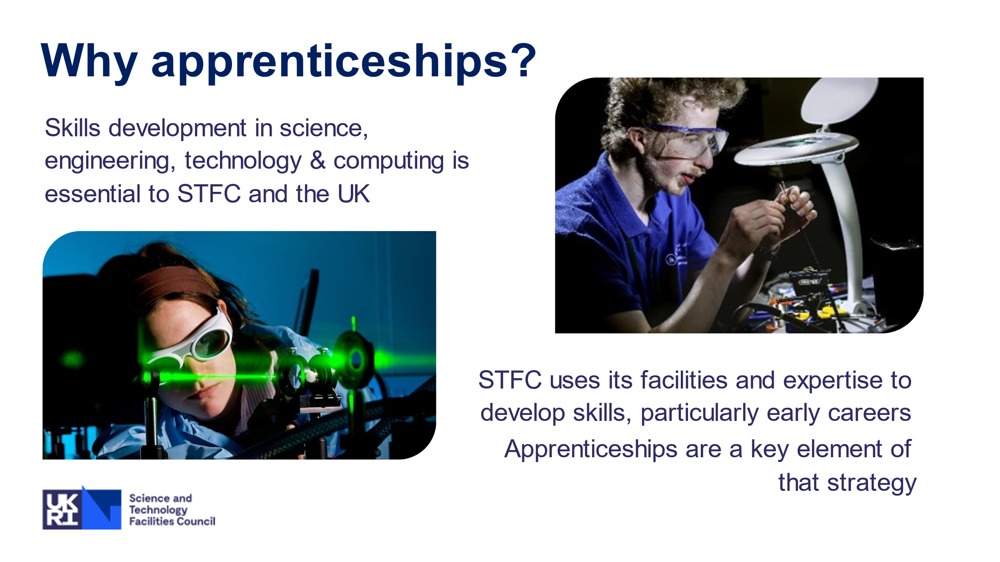 Why apprenticeships?
Skills development in science,
engineering, technology & computing is
essential to STFC and the UK
STFC uses its facilities and expertise to
develop skills, particularly early careers
Apprenticeships are a key element of
that strategy
UK
RI
Science and
Technology
Facilities Council